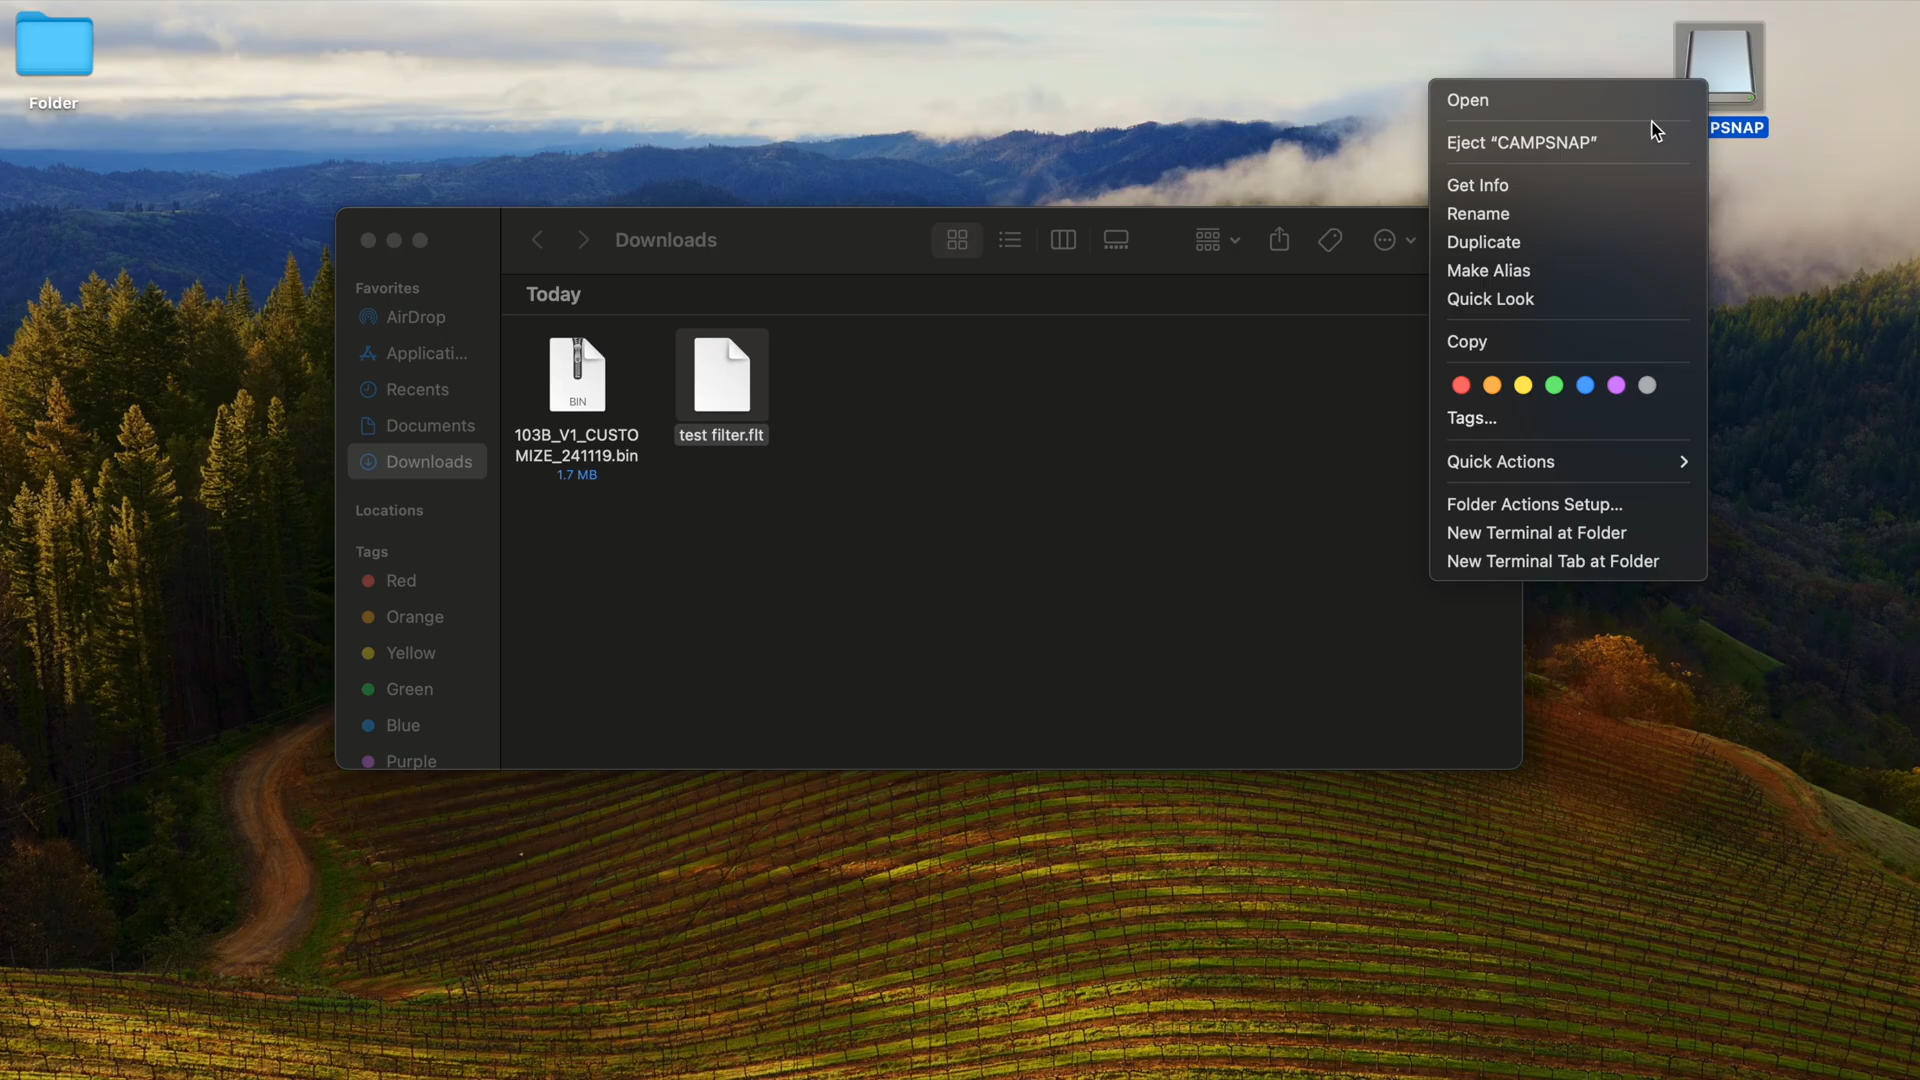 Folder
PSNAP
Open
Eject “CAMPSNAP”
Get Info
Rename
Duplicate
Make Alias
Quick Look
Copy
Tags...
Quick Actions
Folder Actions Setup...
New Terminal at Folder
New Terminal Tab at Folder
Downloads
Favorites
AirDrop
Applicati...
Recents
Documents
Downloads
Locations
Tags
Red
Orange
Yellow
Green
Blue
Purple
Today
BIN
103B_V1_CUSTO
MIZE_241119.bin
1.7 MB
test filter.flt